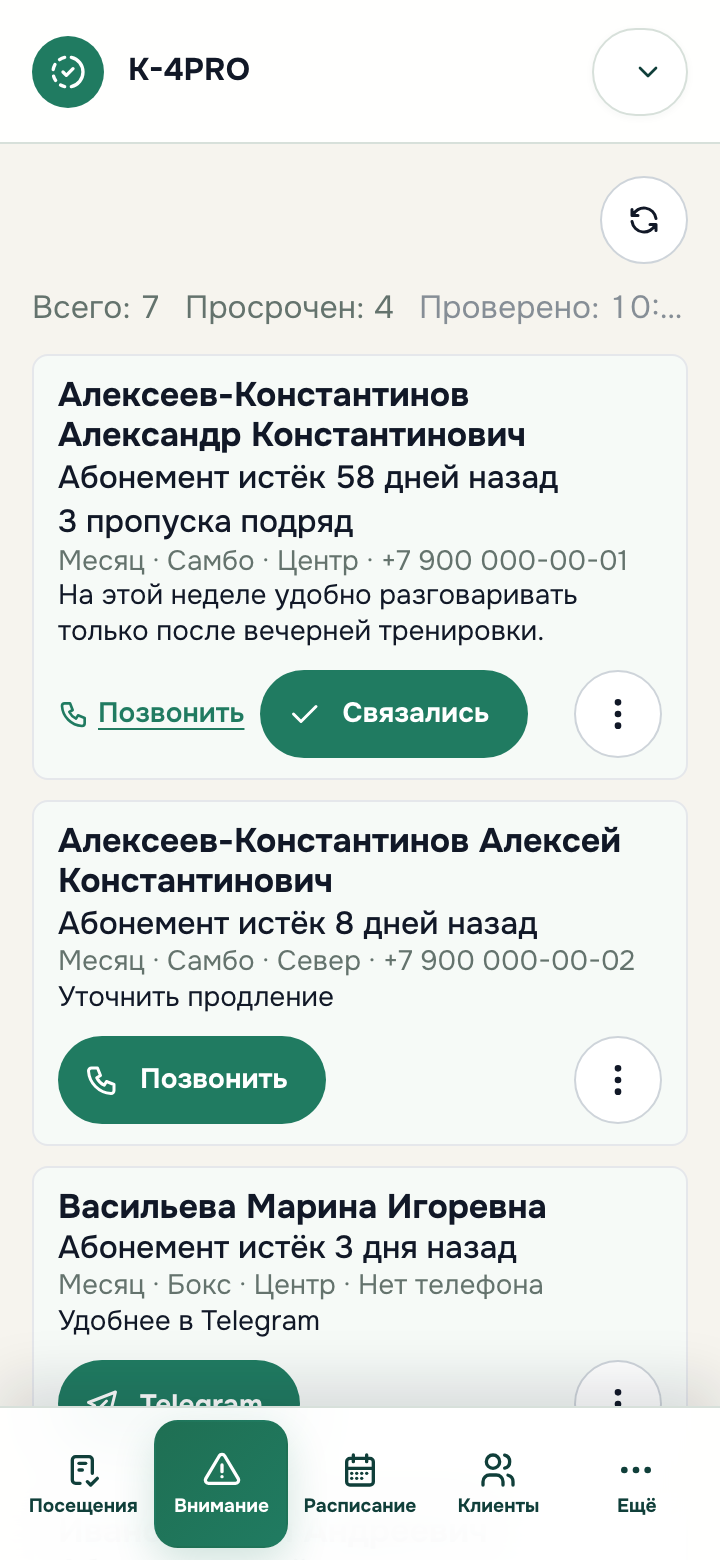 K-4PRO
Всего: 7 Просрочен: 4 Проверено: 10:...
Алексеев-Константинов
Александр Константинович
Абонемент истёк 58 дней назад
3 пропуска подряд
Месяц · Самбо · Центр · +7 900 000-00-01
На этой неделе удобно разговаривать
только после вечерней тренировки.
Позвонить
Связались
Алексеев-Константинов Алексей
Константинович
Абонемент истёк 8 дней назад
Месяц · Самбо · Север · +7 900 000-00-02
Уточнить продление
Позвонить
Васильева Марина Игоревна
Абонемент истёк 3 дня назад
Месяц · Бокс · Центр · Нет телефона
Удобнее в Telegram
Telegram
Посещения
Внимание
Расписание
Клиенты
Ещё